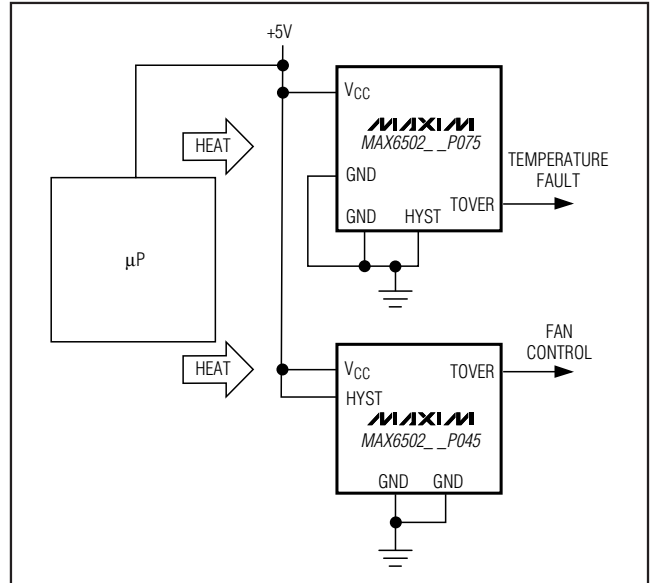 +5V
VCC
MAXIM
MAX6502_ _P075
HEAT
GND
TEMPERATURE
FAULT
TOVER
GND HYST
µP
HEAT
VCC
HYST
TOVER
FAN
CONTROL
MAXIM
MAX6502_ _P045
GND GND